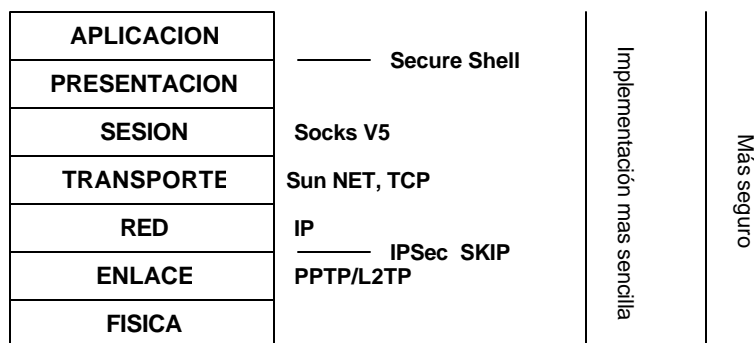 APLICACION
Secure Shell
PRESENTACION
SESION
Socks V5
TRANSPORTE
Sun NET, TCP
RED
IP
IPSec SKIP
ENLACE
PPTP/L2TP
FISICA
Implementación mas sencilla
Más seguro